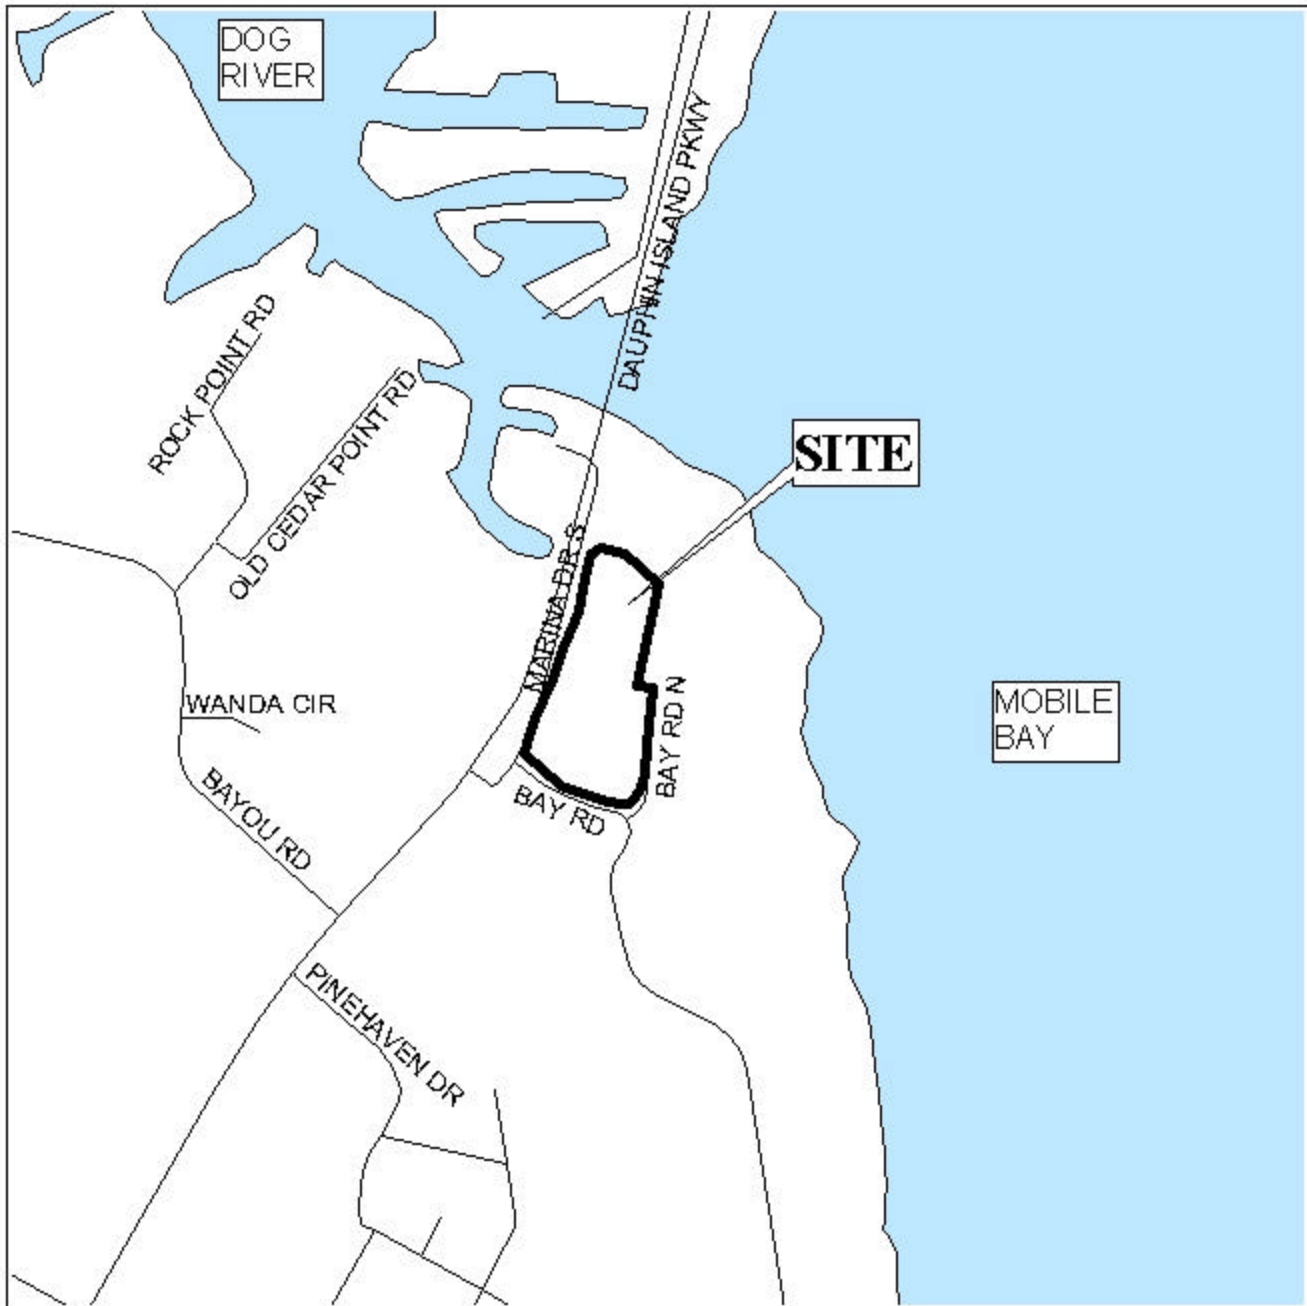 DOG
RIVER
DAUPHIN ISLAND PKWY
ROCK POINT RD
OLD CEDAR POINT RD
SITE
MARINA DR S
WANDA CIR
BAY RD N
MOBILE
BAY
BAYOU RD
BAY RD
PINEHAVEN DR